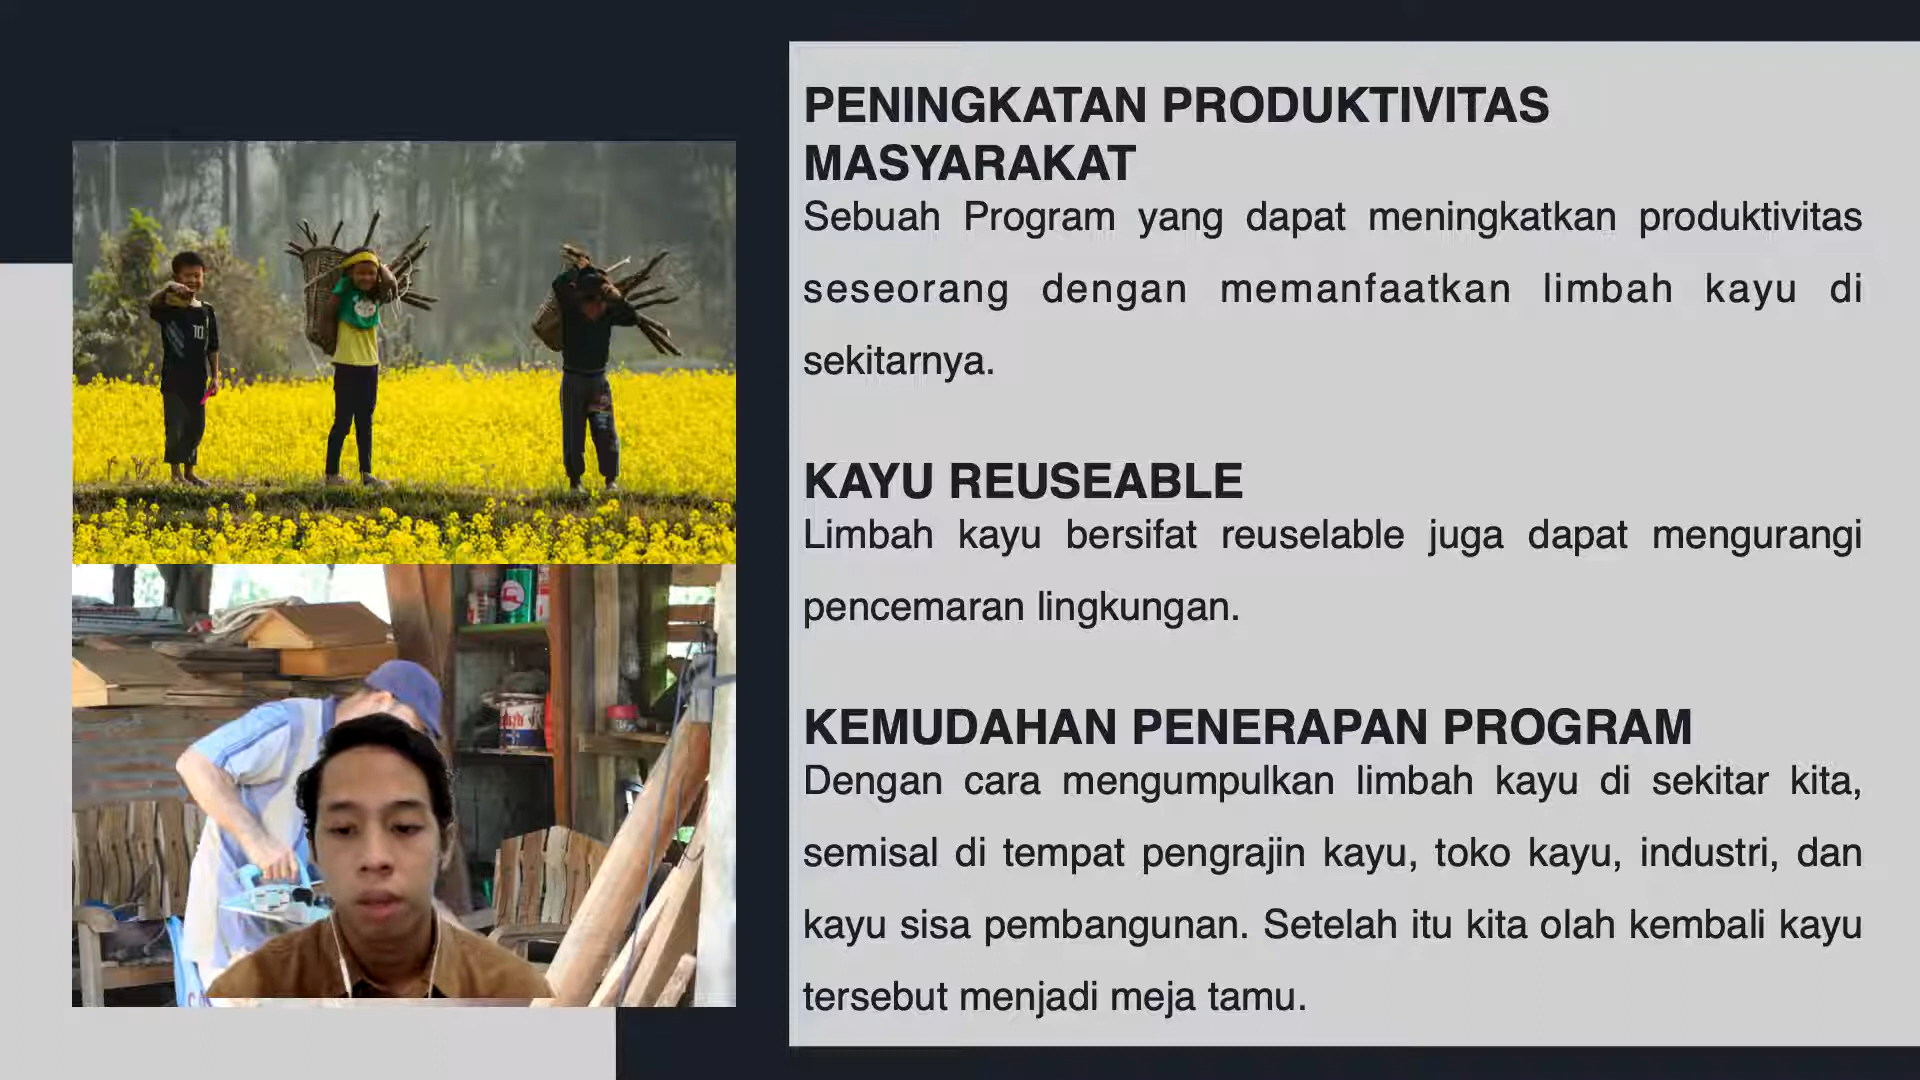 PENINGKATAN PRODUKTIVITAS
MASYARAKAT
Sebuah Program yang dapat meningkatkan produktivitas
seseorang dengan memanfaatkan limbah kayu di
sekitarnya.
KAYU REUSEABLE
Limbah kayu bersifat reuselable juga dapat mengurangi
pencemaran lingkungan.
KEMUDAHAN PENERAPAN PROGRAM
Dengan cara mengumpulkan limbah kayu di sekitar kita,
semisal di tempat pengrajin kayu, toko kayu, industri, dan
kayu sisa pembangunan. Setelah itu kita olah kembali kayu
tersebut menjadi meja tamu.
10